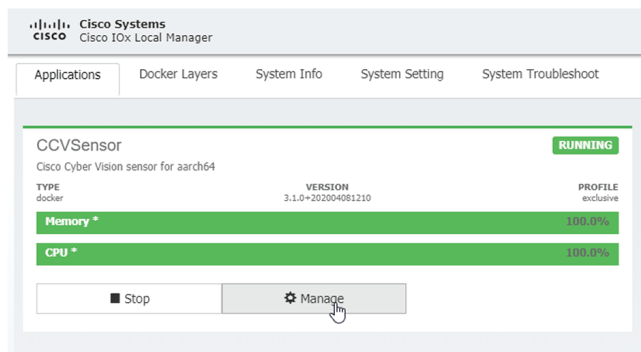 Cisco Systems
CISCO Cisco IOx Local Manager
Applications Docker Layers System Info System Setting System Troubleshoot
CCVSensor RUNNING
Cisco Cyber Vision sensor for aarch64
TYPE VERSION PROFILE
docker 3.1.0+202004081210 exclusive
Memory * 100.0%
CPU * 100.0%
Stop Manage